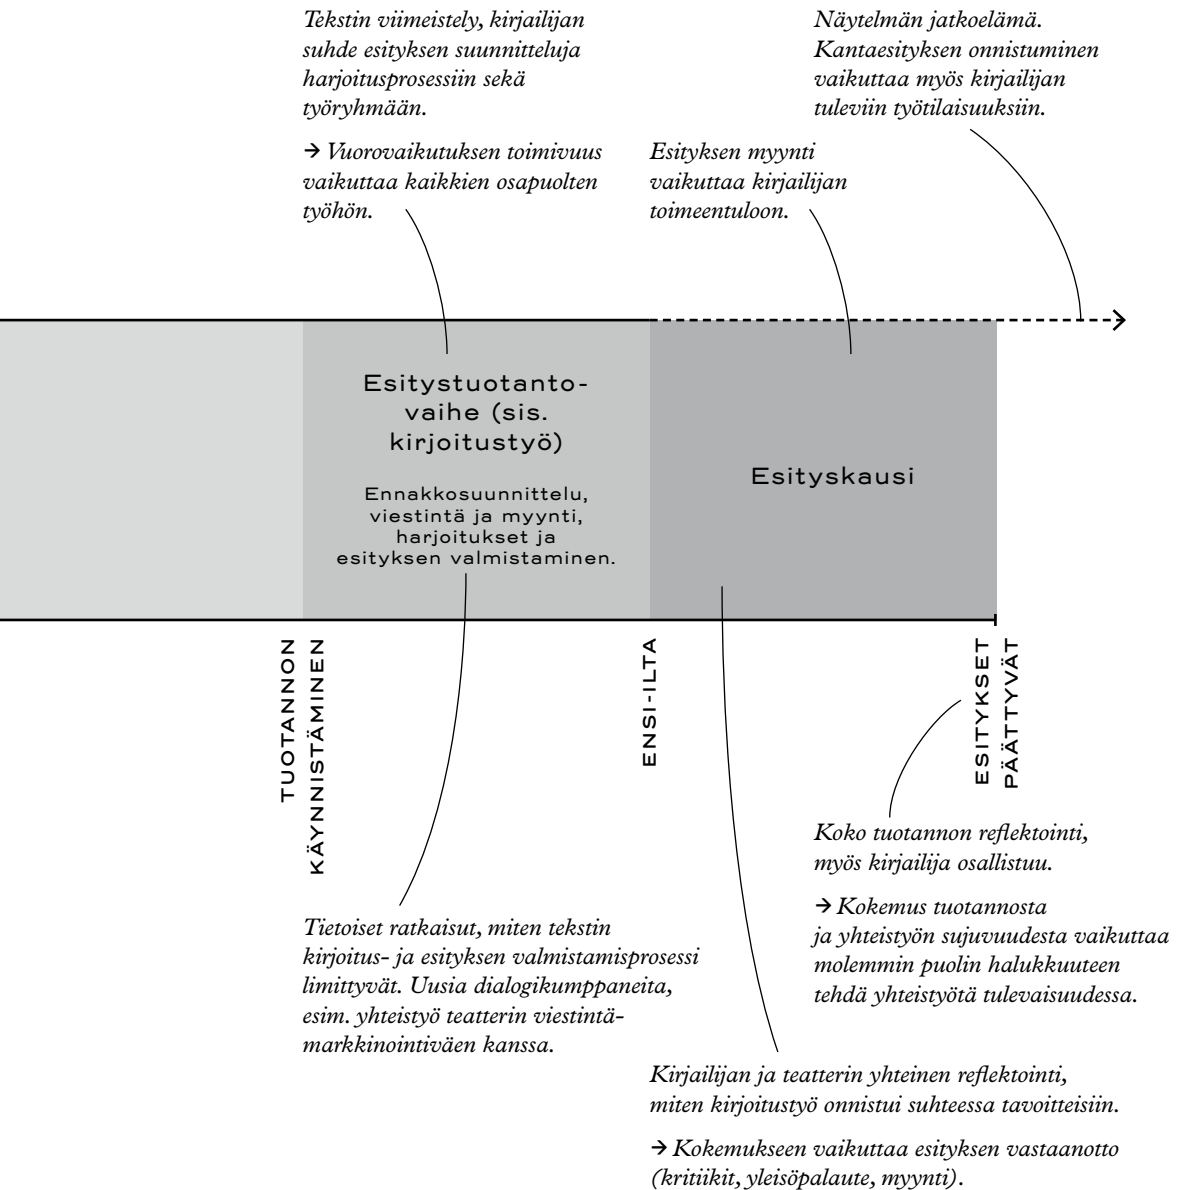 Tekstin viimeistely, kirjailijan
suhde esityksen suunnitteluja
harjoitusprosessiin sekä
työryhmään.
→ Vuorovaikutuksen toimivuus
vaikuttaa kaikkien osapuolten
työhön.
Esityksen myynti
vaikuttaa kirjailijan
toimeentuloon.
Näytelmän jatkoelämä.
Kantaesityksen onnistuminen
vaikuttaa myös kirjailijan
tuleviin työtilaisuuksiin.
Esitystuotanto-
vaihe (sis.
kirjoitustyö)
Ennakkosuunnittelu,
viestintä ja myynti,
harjoitukset ja
esityksen valmistaminen.
Esityskausi
TUOTANNON
KÄYNNISTÄMINEN
ENSI-ILTA
ESITYKSET
PÄÄTTYVÄT
Tietoiset ratkaisut, miten tekstin
kirjoitus- ja esityksen valmistamisprosessi
limittyvät. Uusia dialogikumppaneita,
esim. yhteistyö teatterin viestintä-
markkinointiväen kanssa.
Koko tuotannon reflektointi,
myös kirjailija osallistuu.
→ Kokemus tuotannosta
ja yhteistyön sujuvuudesta vaikuttaa
molemmin puolin halukkuuteen
tehdä yhteistyötä tulevaisuudessa.
Kirjailijan ja teatterin yhteinen reflektointi,
miten kirjoitustyö onnistui suhteessa tavoitteisiin.
→ Kokemukseen vaikuttaa esityksen vastaanotto
(kritiikit, yleisöpalaute, myynti).